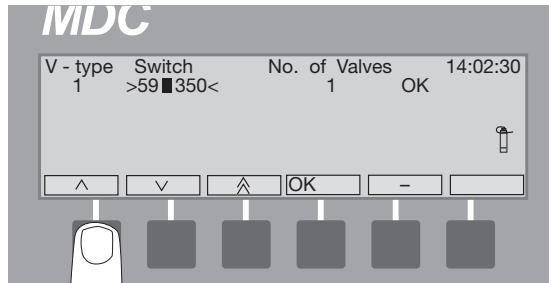 MDC
V - type Switch No. of Valves 14:02:30
1 >59█350< 1 OK
OK –